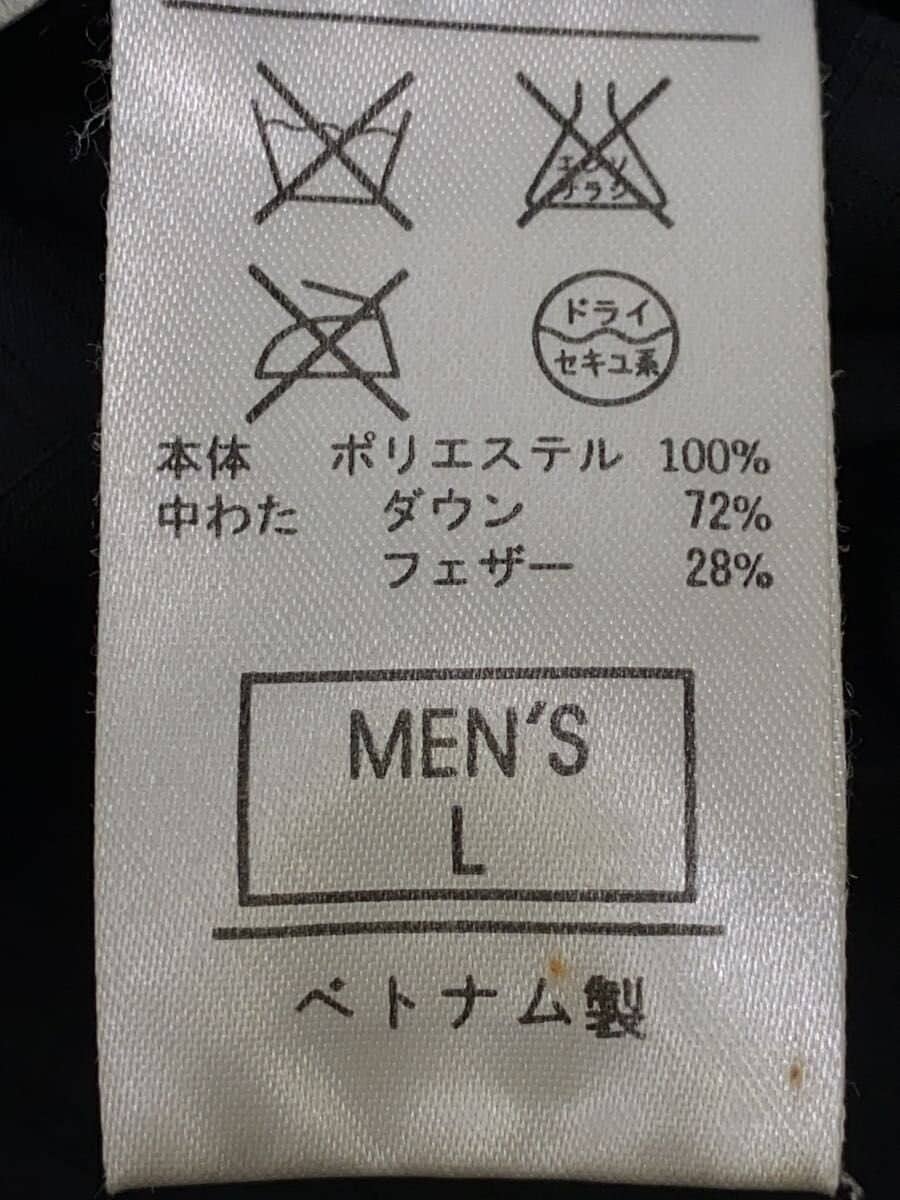 エンソ
サラシ
ドライ
セキユ系
本体 ポリエステル 100%
中わた ダウン 72%
フェザー 28%
MEN'S
L
ベトナム製